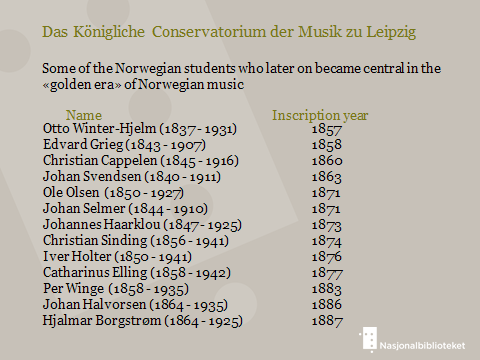 Das Königliche Conservatorium der Musik zu Leipzig
Some of the Norwegian students who later on became central in the
«golden era» of Norwegian music
Name Inscription year
Otto Winter-Hjelm (1837 - 1931) 1857
Edvard Grieg (1843 - 1907) 1858
Christian Cappelen (1845 - 1916) 1860
Johan Svendsen (1840 - 1911) 1863
Ole Olsen (1850 - 1927) 1871
Johan Selmer (1844 - 1910) 1871
Johannes Haarklou (1847 - 1925) 1873
Christian Sinding (1856 - 1941) 1874
Iver Holter (1850 - 1941) 1876
Catharinus Elling (1858 - 1942) 1877
Per Winge (1858 - 1935) 1883
Johan Halvorsen (1864 - 1935) 1886
Hjalmar Borgstrøm (1864 - 1925) 1887
Nasjonalbiblioteket